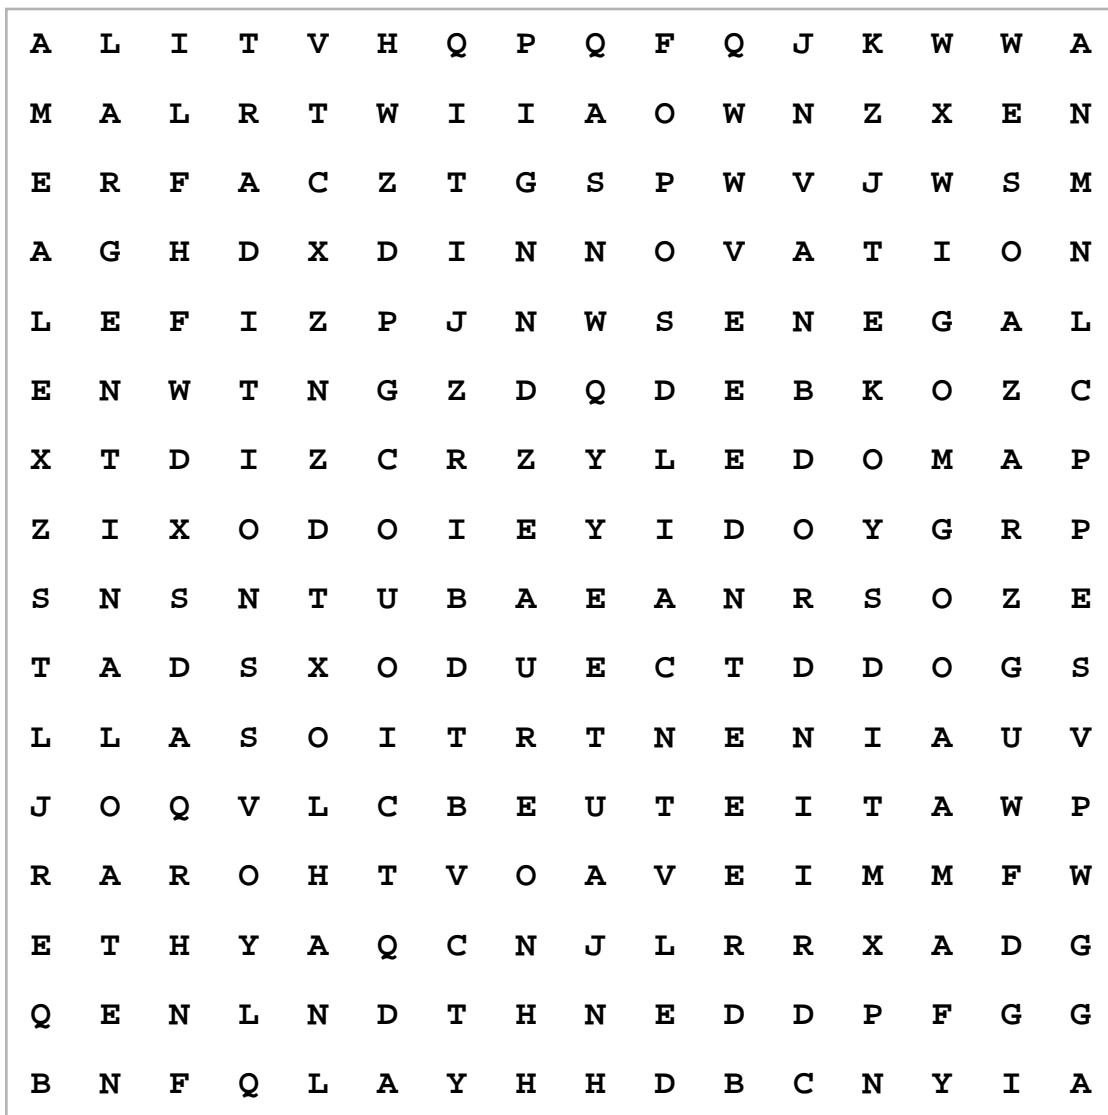 A L I T V H Q P Q F Q J K W W A
M A L R T W I I A O W N Z X E N
E R F A C Z T G S P W V J W S M
A G H D X D I N N O V A T I O N
L E F I Z P J N W S E N E G A L
E N W T N G Z D Q D E B K O Z C
X T D I Z C R Z Y L E D O M A P
Z I X O D O I E Y I D O Y G R P
S N S N T U B A E A N R S O Z E
T A D S X O D U E C T D D O G S
L L A S O I T R T N E N I A U V
J O Q V L C B E U T E I T A W P
R A R O H T V O A V E I M M F W
E T H Y A Q C N J L R R X A D G
Q E N L N D T H N E D D P F G G
B N F Q L A Y H H D B C N Y I A